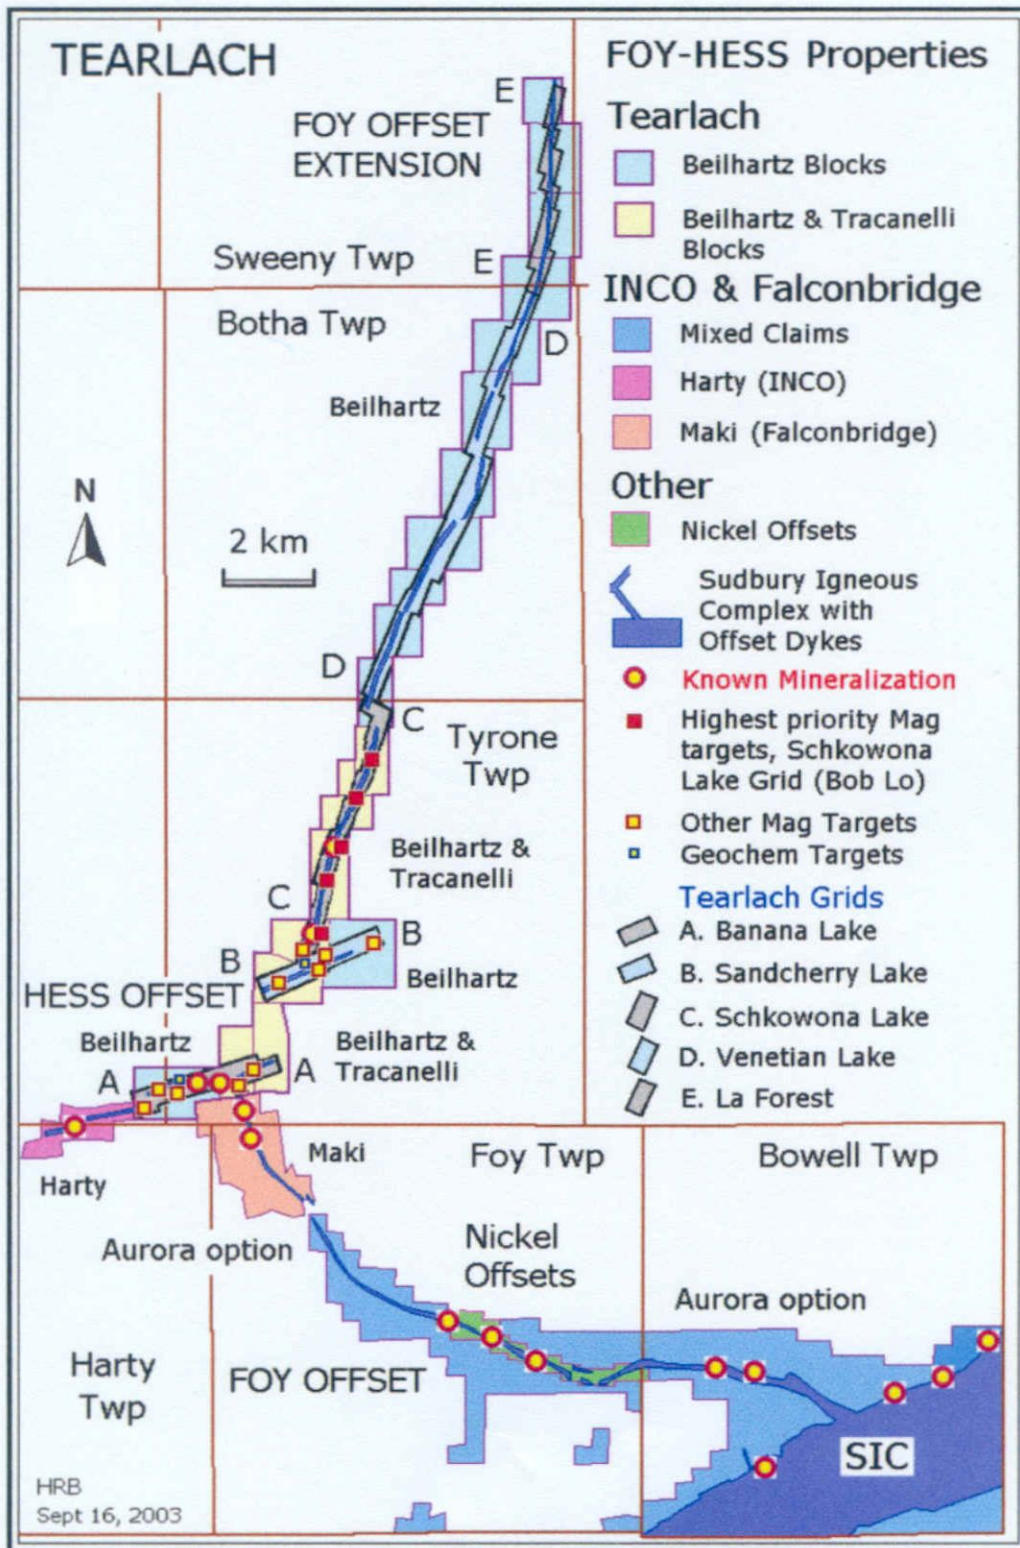 TEARLACH
FOY OFFSET
EXTENSION
E
Sweeny Twp
E
Botha Twp
D
Beilhartz
N
2 km
D
C
Tyrone
Twp
Beilhartz &
Tracanelli
C
B
B
Beilhartz
HESS OFFSET
Beilhartz
Beilhartz &
Tracanelli
A
A
Harty
Maki
Foy Twp
Bowell Twp
Aurora option
Nickel
Offsets
Aurora option
Harty
Twp
FOY OFFSET
SIC
HRB
Sept 16, 2003
FOY-HESS Properties
Tearlach
Beilhartz Blocks
Beilhartz & Tracanelli
Blocks
INCO & Falconbridge
Mixed Claims
Harty (INCO)
Maki (Falconbridge)
Other
Nickel Offsets
Sudbury Igneous
Complex with
Offset Dykes
Known Mineralization
Highest priority Mag
targets, Schkowona
Lake Grid (Bob Lo)
Other Mag Targets
Geochem Targets
Tearlach Grids
A. Banana Lake
B. Sandcherry Lake
C. Schkowona Lake
D. Venetian Lake
E. La Forest